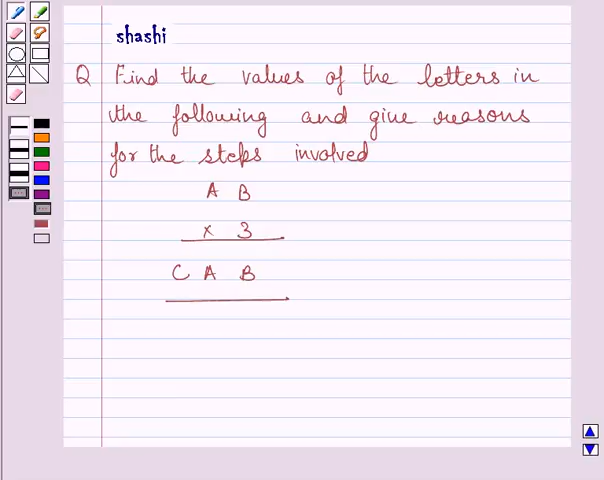 shashi
Q Find the values of the letters in
the following and give reasons
for the steps involved
A B
x 3
C A B